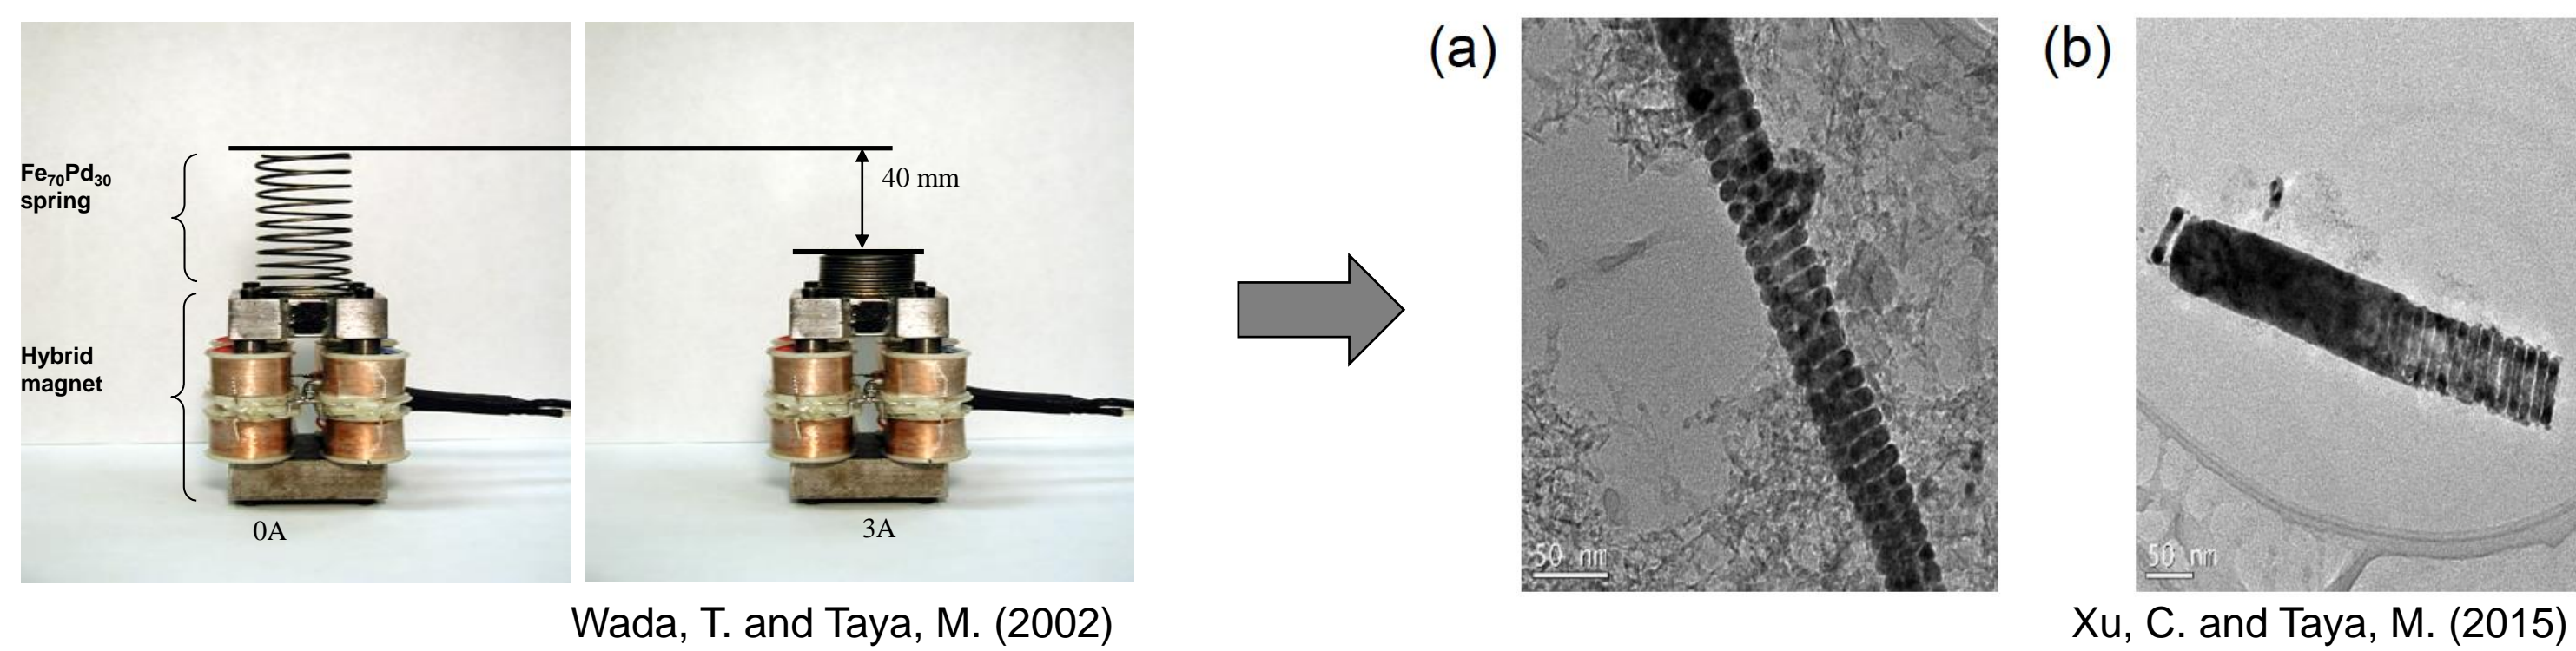 Fe₇₀Pd₃₀
spring
Hybrid
magnet
40 mm
0A
3A
Wada, T. and Taya, M. (2002)
(a)
50 nm
(b)
50 nm
Xu, C. and Taya, M. (2015)